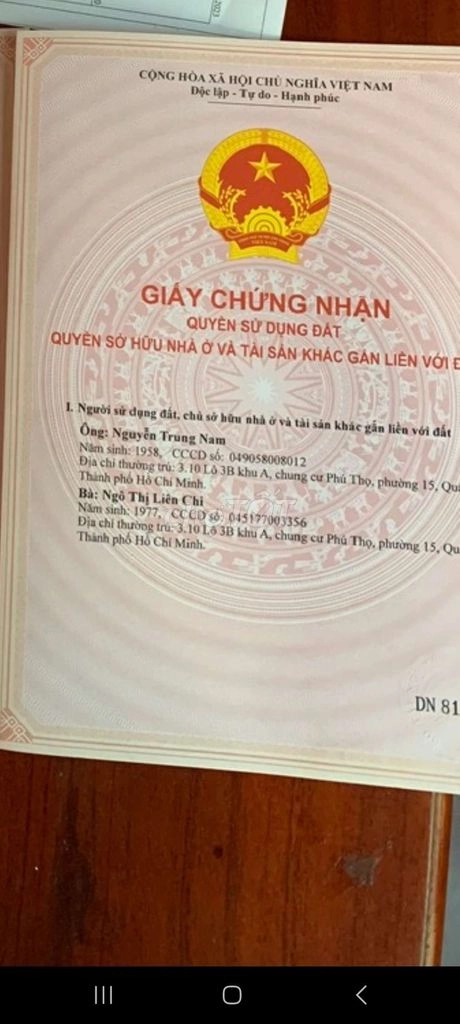 CỘNG HÒA XÃ HỘI CHỦ NGHĨA VIỆT NAM
Độc lập - Tự do - Hạnh phúc
GIẤY CHỨNG NHẬN
QUYỀN SỬ DỤNG ĐẤT
QUYỀN SỞ HỮU NHÀ Ở VÀ TÀI SẢN KHÁC GẮN LIỀN VỚI Đ
I. Người sử dụng đất, chủ sở hữu nhà ở và tài sản khác gắn liền với đất
Ông: Nguyễn Trung Nam
Năm sinh: 1958, CCCD số: 049058008012
Địa chỉ thường trú: 3.10 Lô 3B khu A, chung cư Phú Thọ, phường 15, Quậ
Thành phố Hồ Chí Minh.
Bà: Ngô Thị Liên Chi
Năm sinh: 1977, CCCD số: 045177003356
Địa chỉ thường trú: 3.10 Lô 3B khu A, chung cư Phú Thọ, phường 15, Qu
Thành phố Hồ Chí Minh.
DN 81